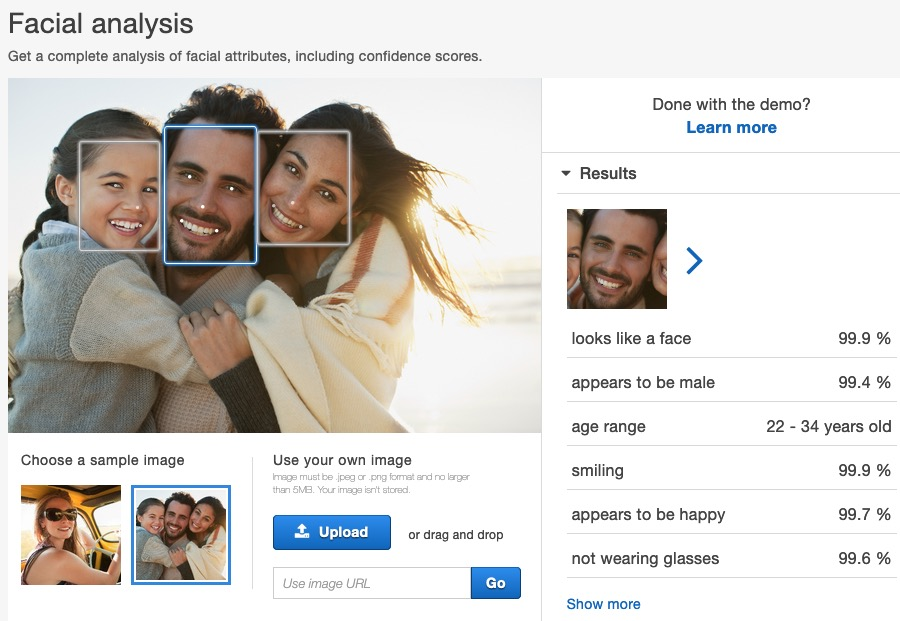 Facial analysis
Get a complete analysis of facial attributes, including confidence scores.
Done with the demo?
Learn more
Results
looks like a face 99.9 %
appears to be male 99.4 %
age range 22 - 34 years old
smiling 99.9 %
appears to be happy 99.7 %
not wearing glasses 99.6 %
Show more
Choose a sample image
Use your own image
Image must be .jpeg or .png format and no larger
than 5MB. Your image isn't stored.
Upload or drag and drop
Use image URL Go